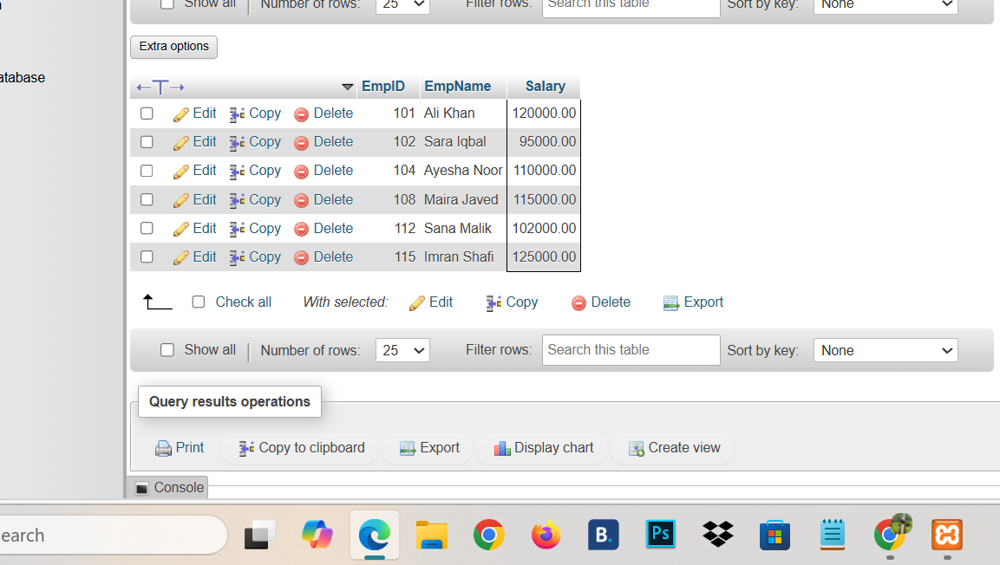 Show all Number of rows: 25 Filter rows: Search this table Sort by key: None
Extra options
atabase
EmpID EmpName Salary
Edit Copy Delete 101 Ali Khan 120000.00
Edit Copy Delete 102 Sara Iqbal 95000.00
Edit Copy Delete 104 Ayesha Noor 110000.00
Edit Copy Delete 108 Maira Javed 115000.00
Edit Copy Delete 112 Sana Malik 102000.00
Edit Copy Delete 115 Imran Shafi 125000.00
Check all With selected: Edit Copy Delete Export
Show all Number of rows: 25 Filter rows: Search this table Sort by key: None
Query results operations
Print Copy to clipboard Export Display chart Create view
Console
earch B. Ps